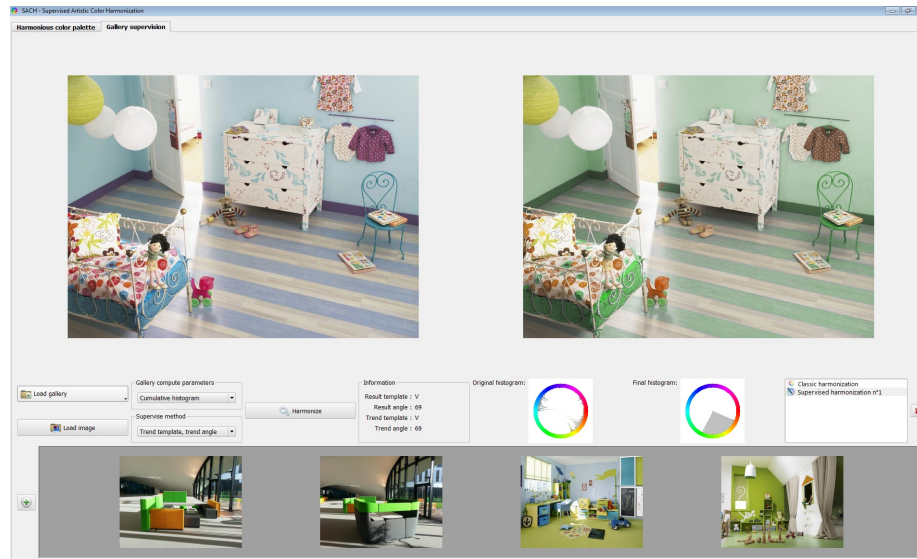 SACH - Supervised Artistic Color Harmonization
Harmonious color palette
Gallery supervision
Load gallery
Load image
Gallery compute parameters
Cumulative histogram
Supervise method
Trend template, trend angle
Harmonize
Information
Result template : V
Result angle : 69
Trend template : V
Trend angle : 69
Original histogram:
Final histogram:
Classic harmonization
Supervised harmonization n°1